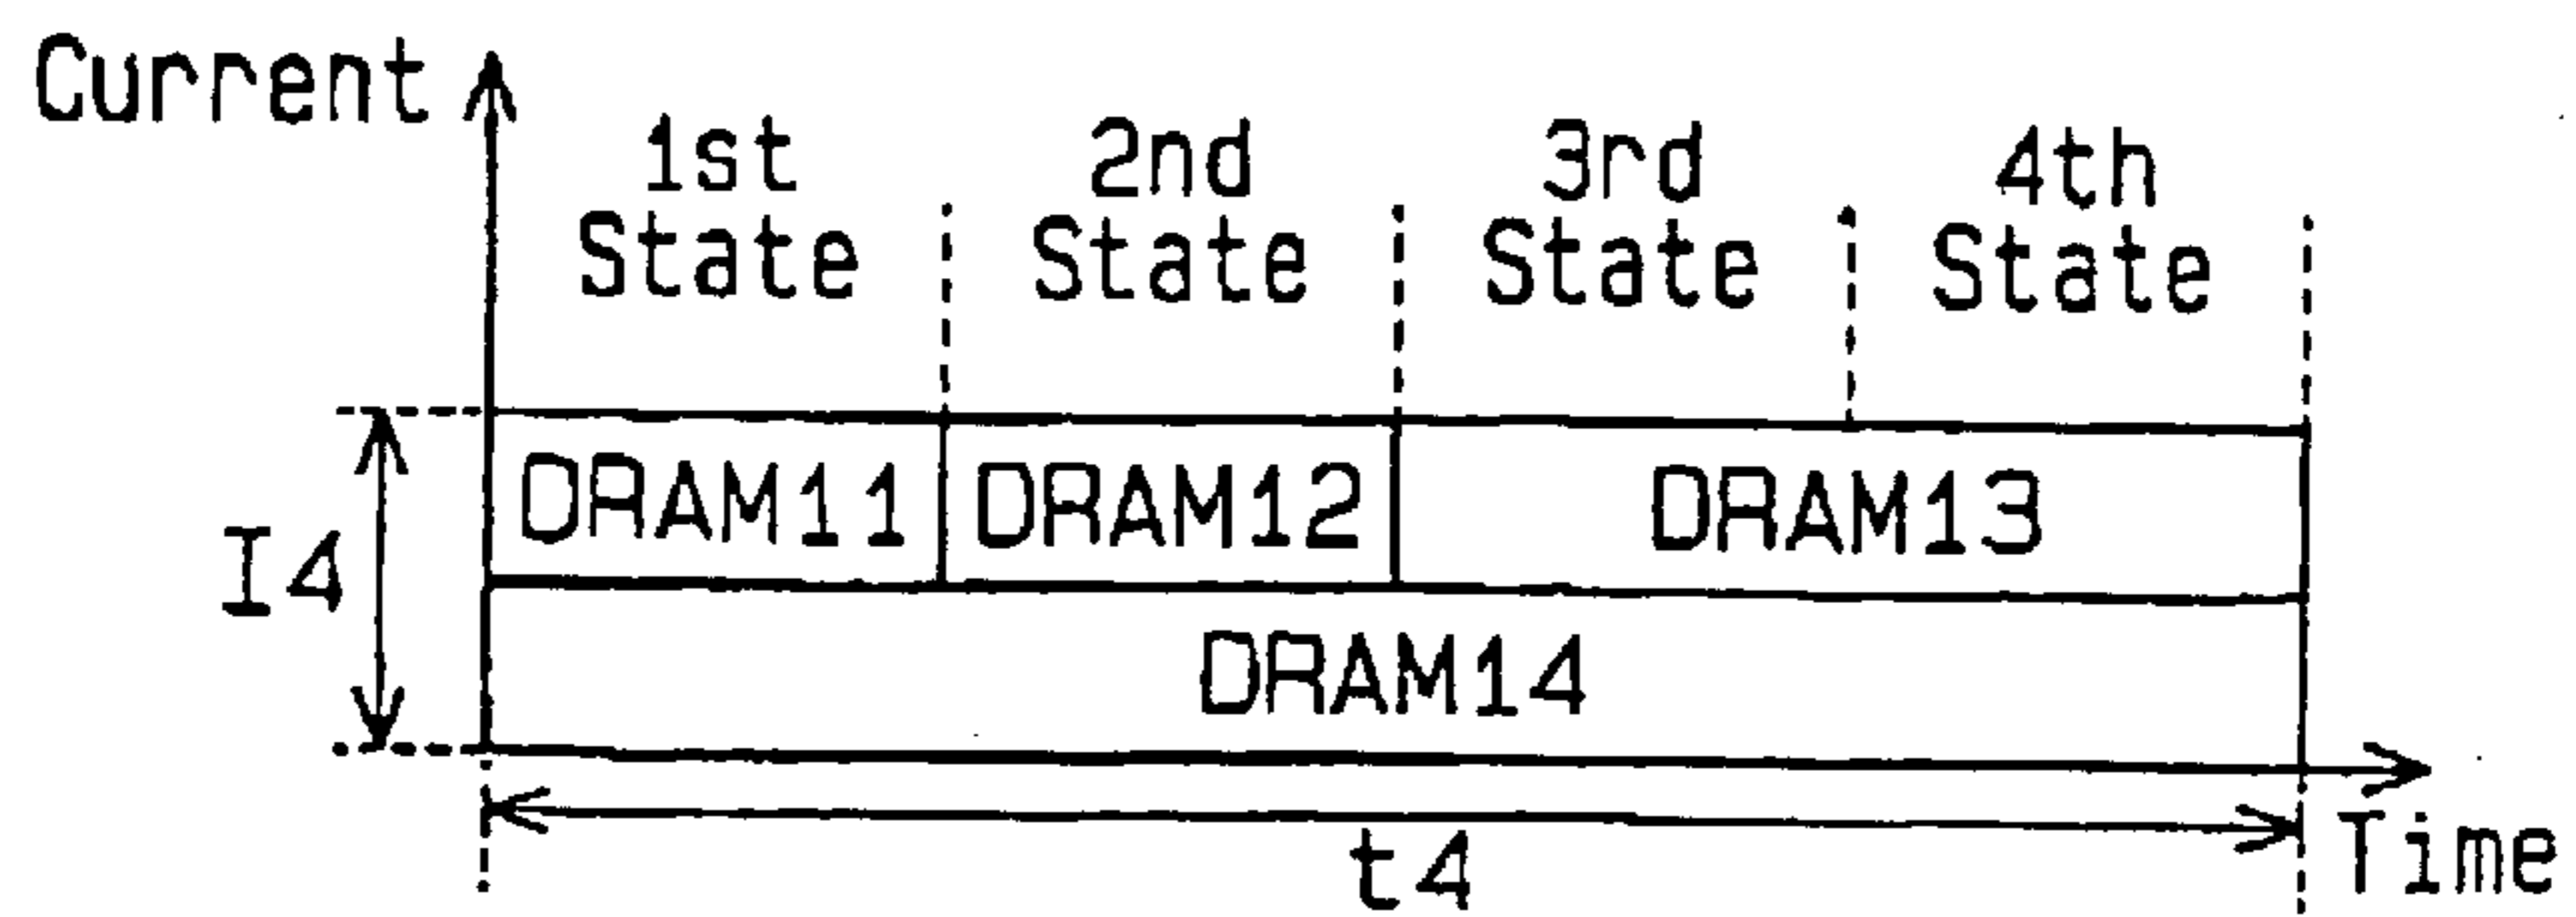 Current
1st
State
2nd
State
3rd
State
4th
State
DRAM11
DRAM12
DRAM13
I4
DRAM14
t4
Time